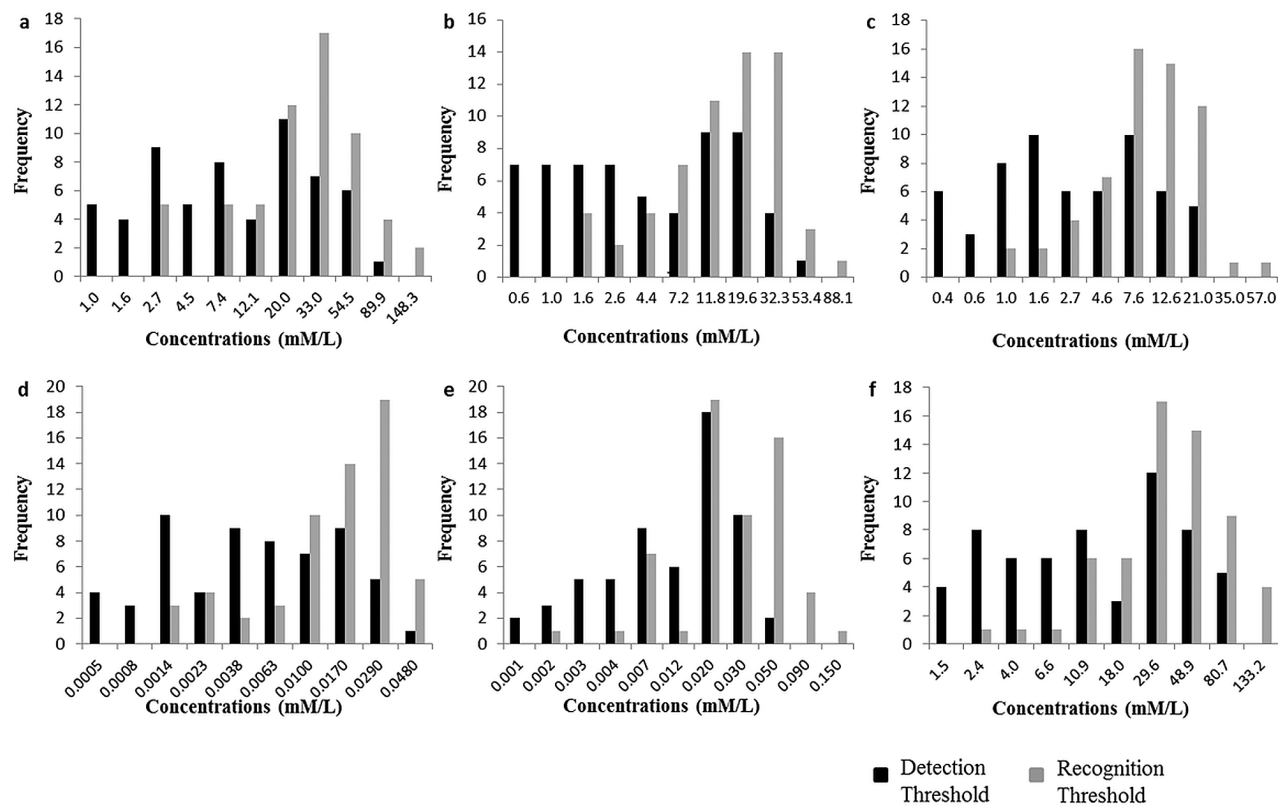 a
18
16
14
12
10
8
6
4
2
0
Frequency
1.0 1.6 2.7 4.5 7.4 12.1 20.0 33.0 54.5 89.9 148.3
Concentrations (mM/L)
b
16
14
12
10
8
6
4
2
0
Frequency
0.6 1.0 1.6 2.6 4.4 7.2 11.8 19.6 32.3 53.4 88.1
Concentrations (mM/L)
c
18
16
14
12
10
8
6
4
2
0
Frequency
0.4 0.6 1.0 1.6 2.7 4.6 7.6 12.6 21.0 35.0 57.0
Concentrations (mM/L)
d
20
18
16
14
12
10
8
6
4
2
0
Frequency
0.0005 0.0008 0.0014 0.0023 0.0038 0.0063 0.0100 0.0170 0.0290 0.0480
Concentrations (mM/L)
e
20
18
16
14
12
10
8
6
4
2
0
Frequency
0.001 0.002 0.003 0.004 0.007 0.012 0.020 0.030 0.050 0.090 0.150
Concentrations (mM/L)
f
18
16
14
12
10
8
6
4
2
0
Frequency
1.5 2.4 4.0 6.6 10.9 18.0 29.6 48.9 80.7 133.2
Concentrations (mM/L)
Detection
Threshold
Recognition
Threshold